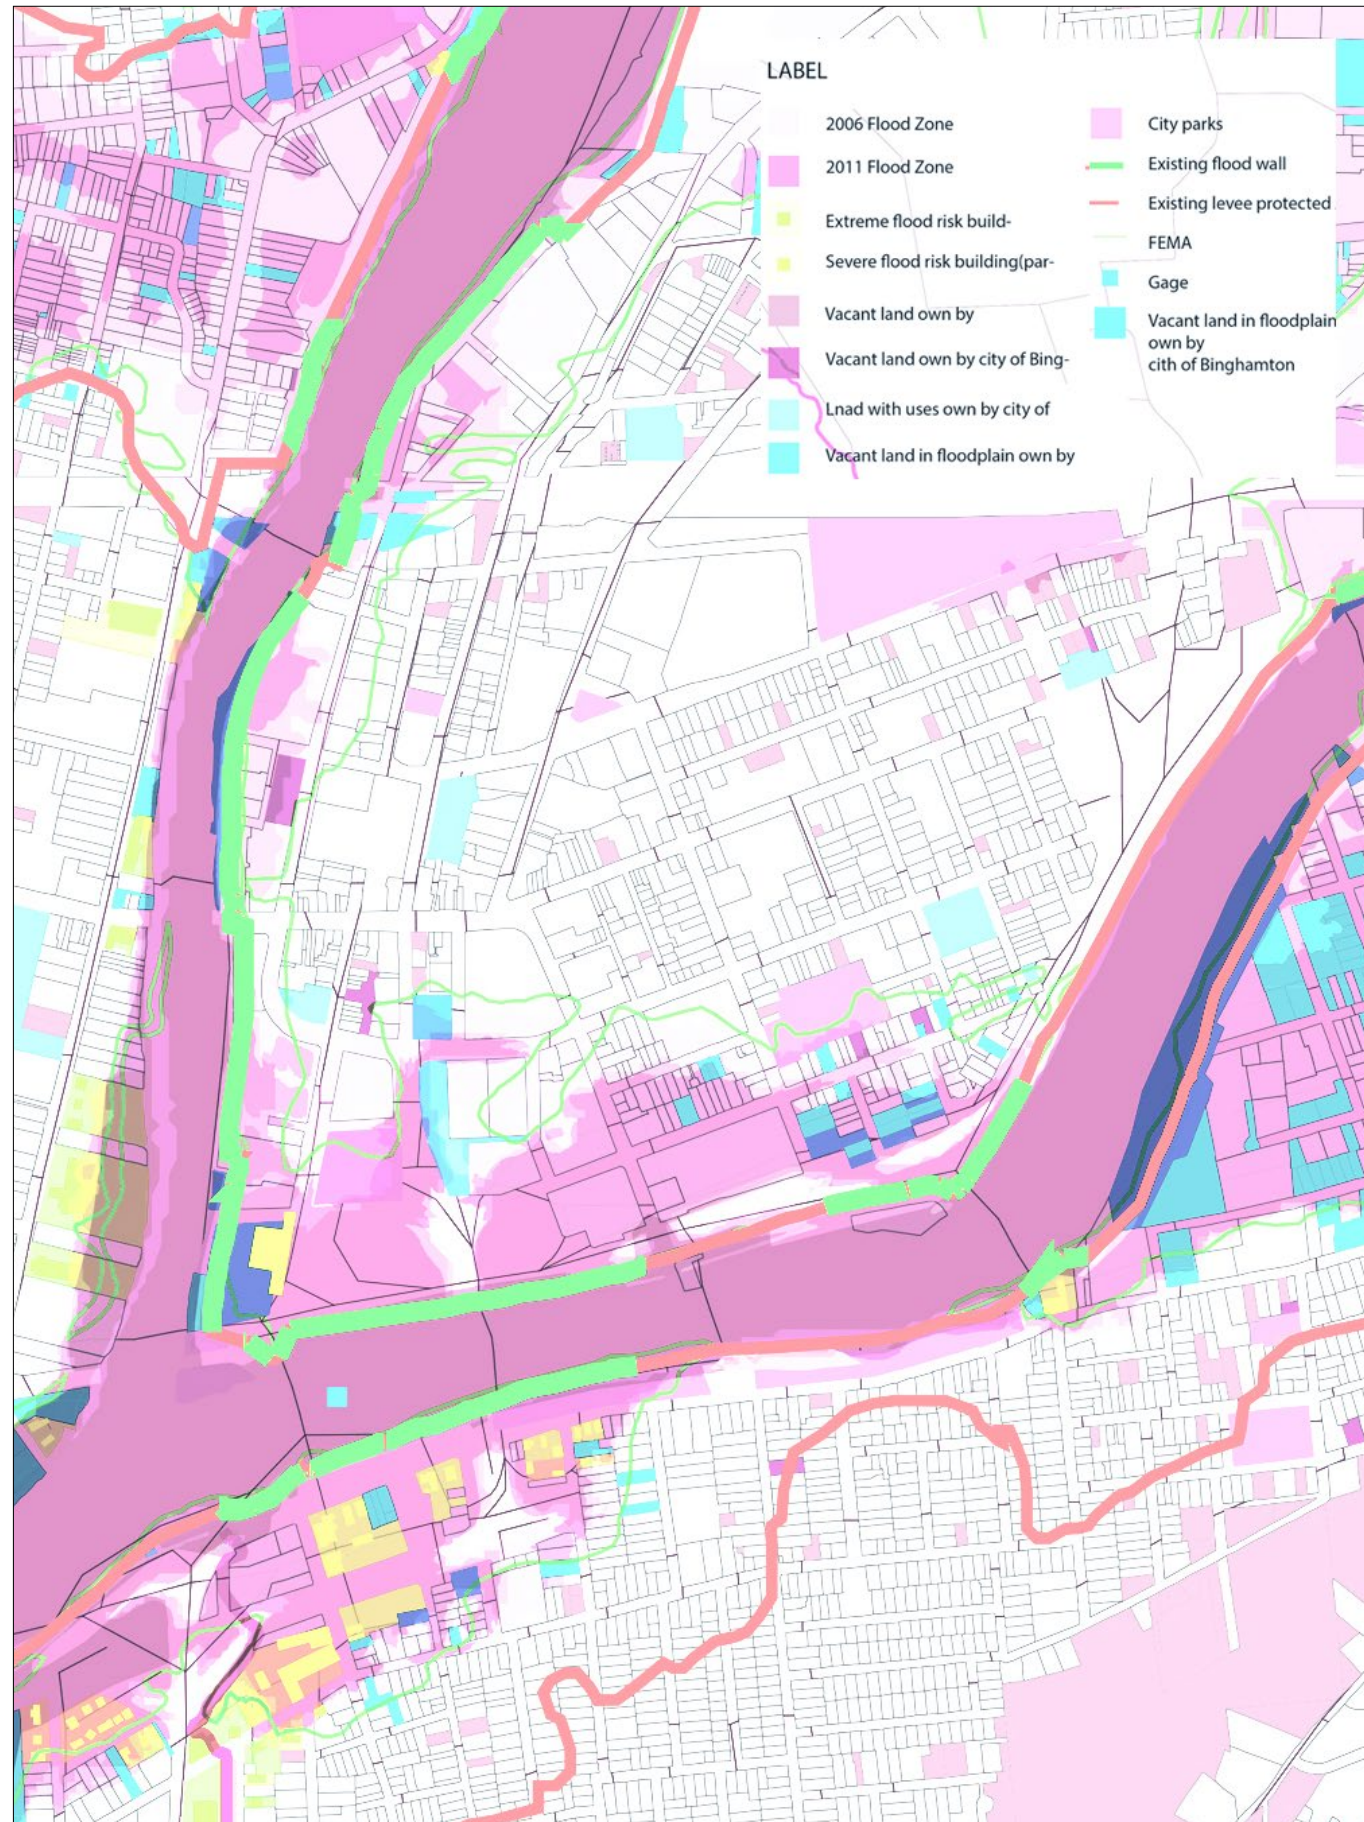 LABEL
2006 Flood Zone
2011 Flood Zone
Extreme flood risk build-
Severe flood risk building(par-
Vacant land own by
Vacant land own by city of Bing-
Lnad with uses own by city of
Vacant land in floodplain own by
City parks
Existing flood wall
Existing levee protected
FEMA
Gage
Vacant land in floodplain
own by
cith of Binghamton